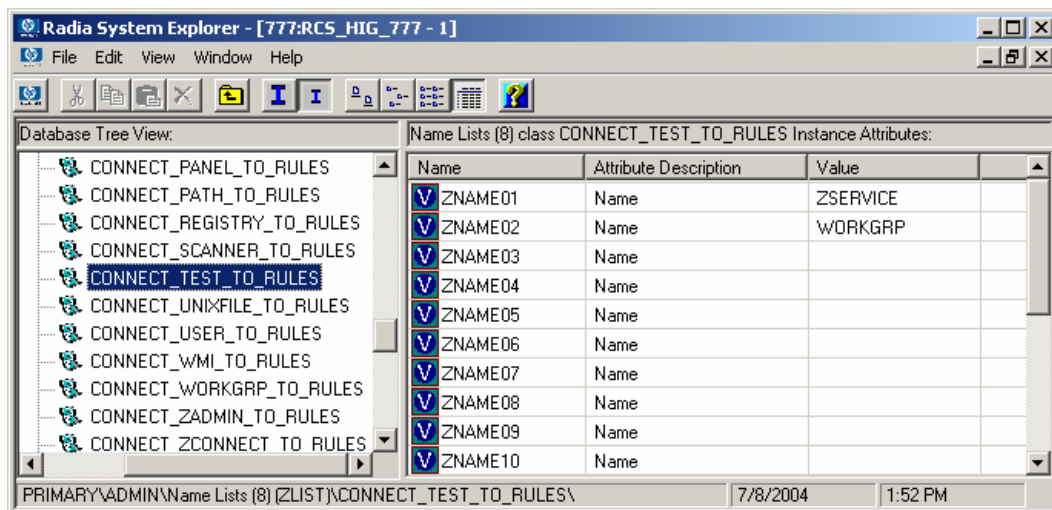 Radia System Explorer - [777:RCS_HIG_777 - 1]
File Edit View Window Help
Database Tree View:
CONNECT_PANEL_TO_RULES
CONNECT_PATH_TO_RULES
CONNECT_REGISTRY_TO_RULES
CONNECT_SCANNER_TO_RULES
CONNECT_TEST_TO_RULES
CONNECT_UNIXFILE_TO_RULES
CONNECT_USER_TO_RULES
CONNECT_WMI_TO_RULES
CONNECT_WORKGRP_TO_RULES
CONNECT_ZADMIN_TO_RULES
CONNECT_ZCONNECT_TO_RULES
Name Lists (8) class CONNECT_TEST_TO_RULES Instance Attributes:
Name Attribute Description Value
ZNAME01 Name ZSERVICE
ZNAME02 Name WORKGRP
ZNAME03 Name
ZNAME04 Name
ZNAME05 Name
ZNAME06 Name
ZNAME07 Name
ZNAME08 Name
ZNAME09 Name
ZNAME10 Name
PRIMARY\ADMIN\Name Lists (8) (ZLIST)\CONNECT_TEST_TO_RULES\ 7/8/2004 1:52 PM